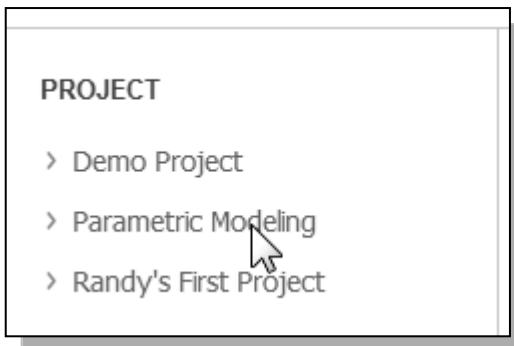 PROJECT
Demo Project
Parametric Modeling
Randy's First Project